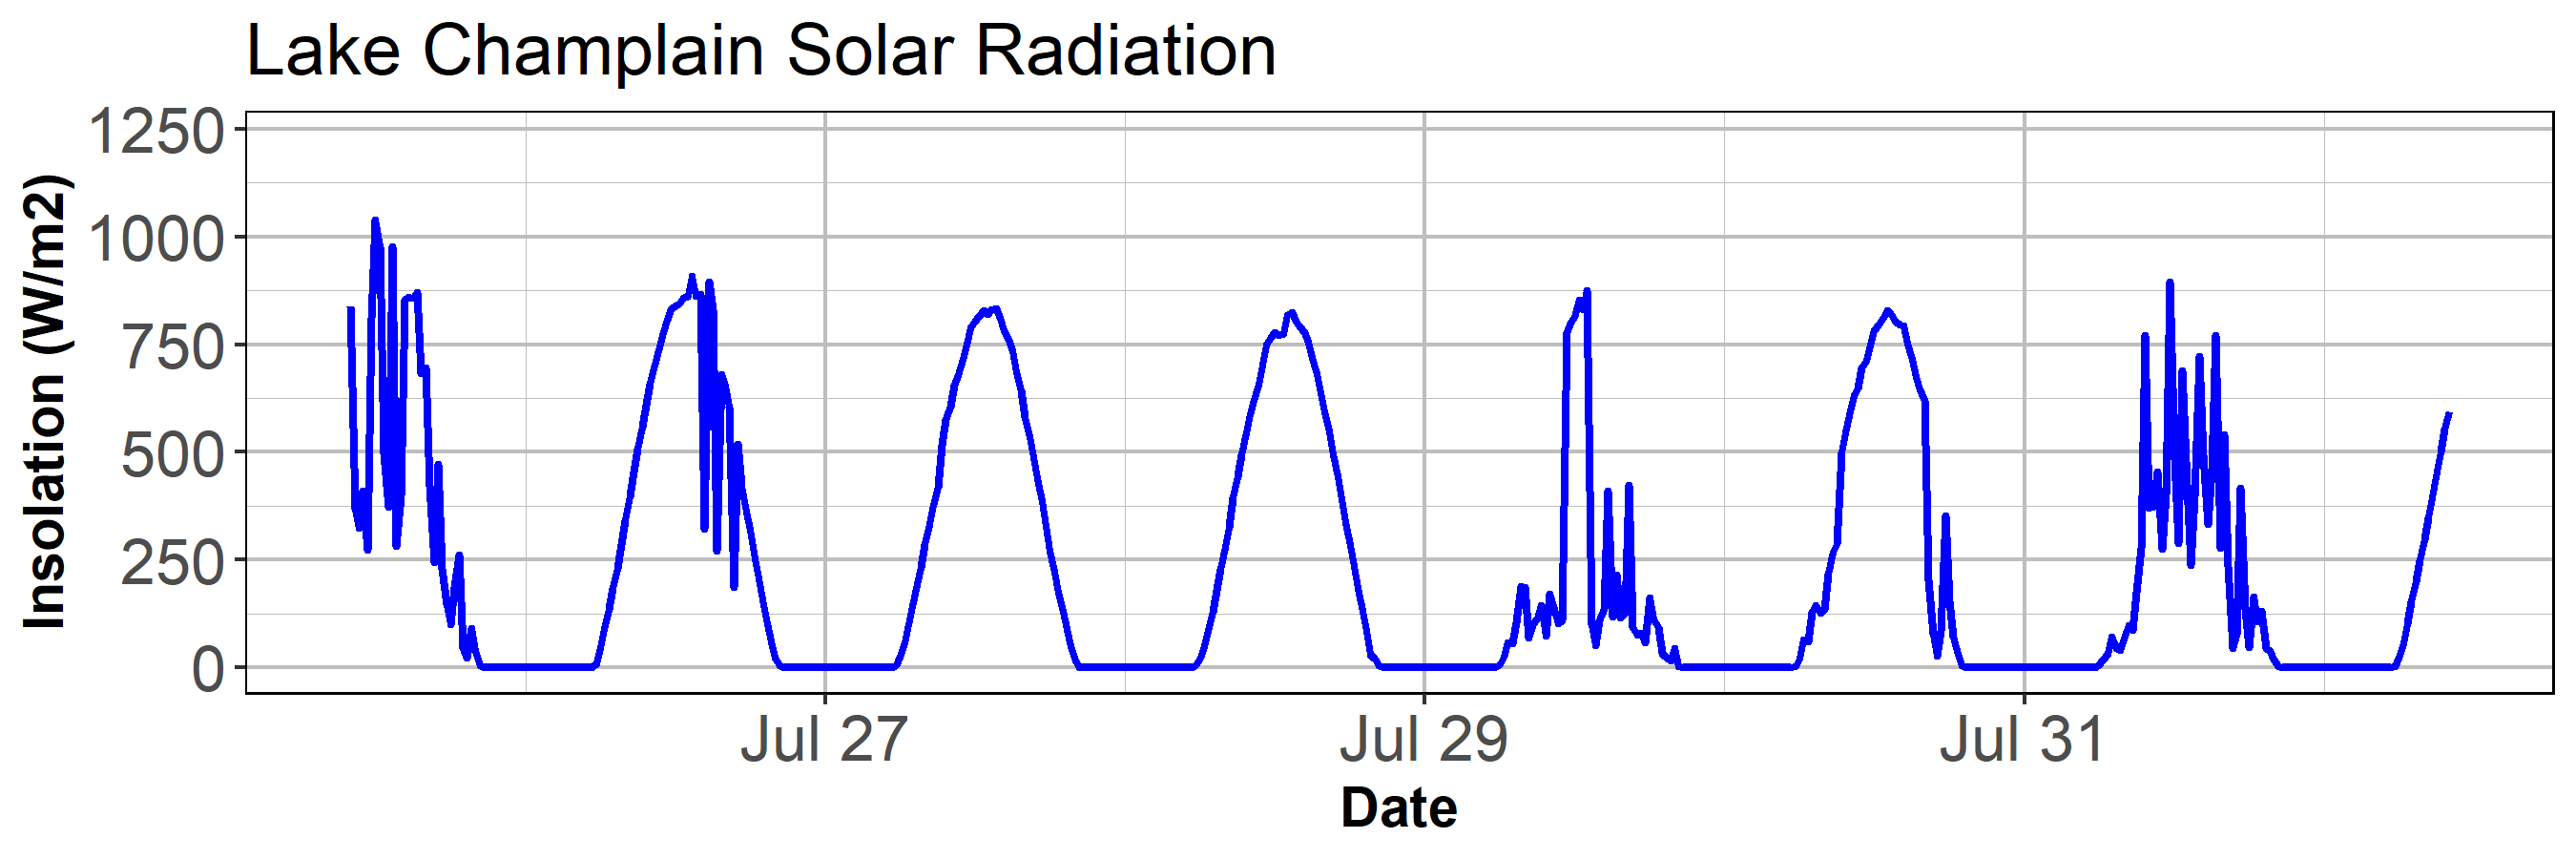 Lake Champlain Solar Radiation
1250
1000
750
500
250
0
Insolation (W/m2)
Jul 27
Jul 29
Jul 31
Date